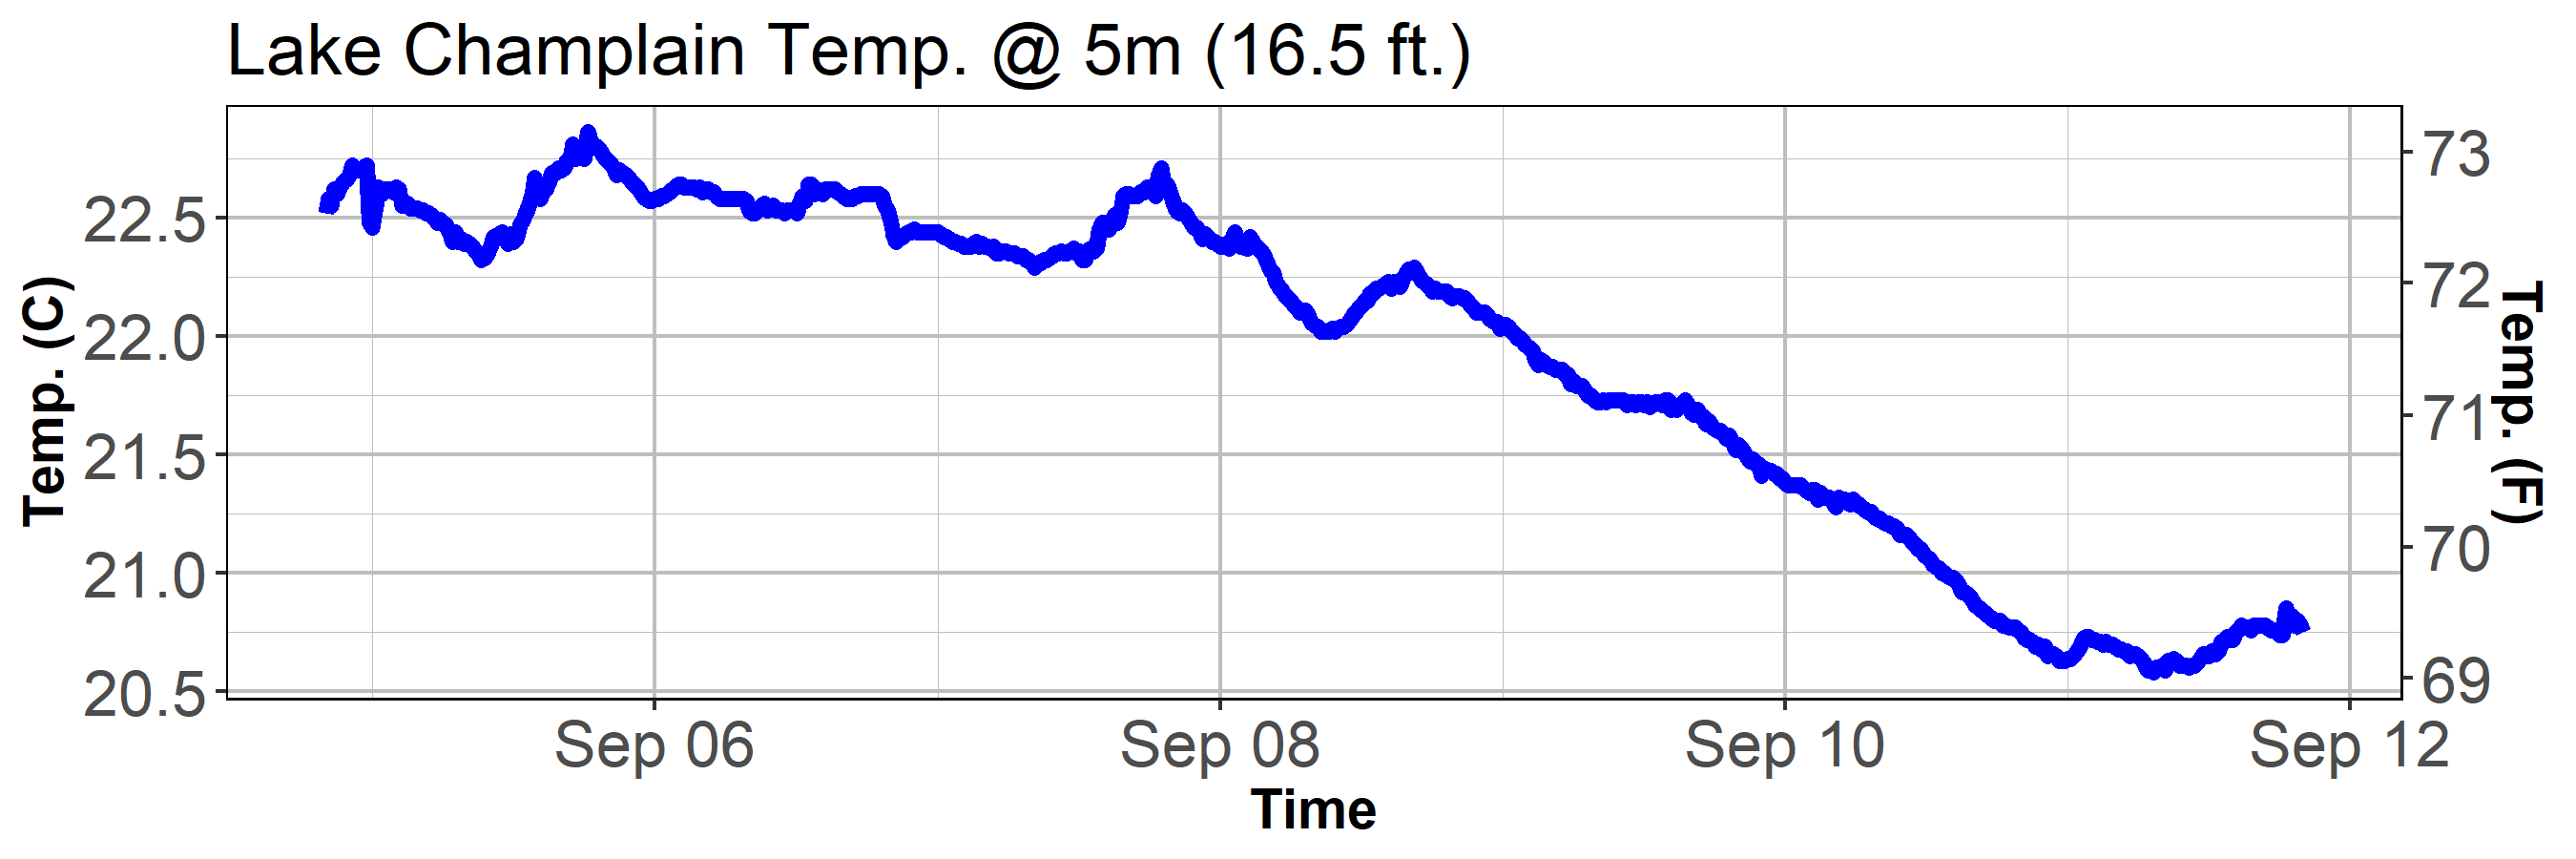 Lake Champlain Temp. @ 5m (16.5 ft.)
Temp. (C)
22.5
22.0
21.5
21.0
20.5
73
72
71
70
69
Temp. (F)
Sep 06 Sep 08 Sep 10 Sep 12
Time